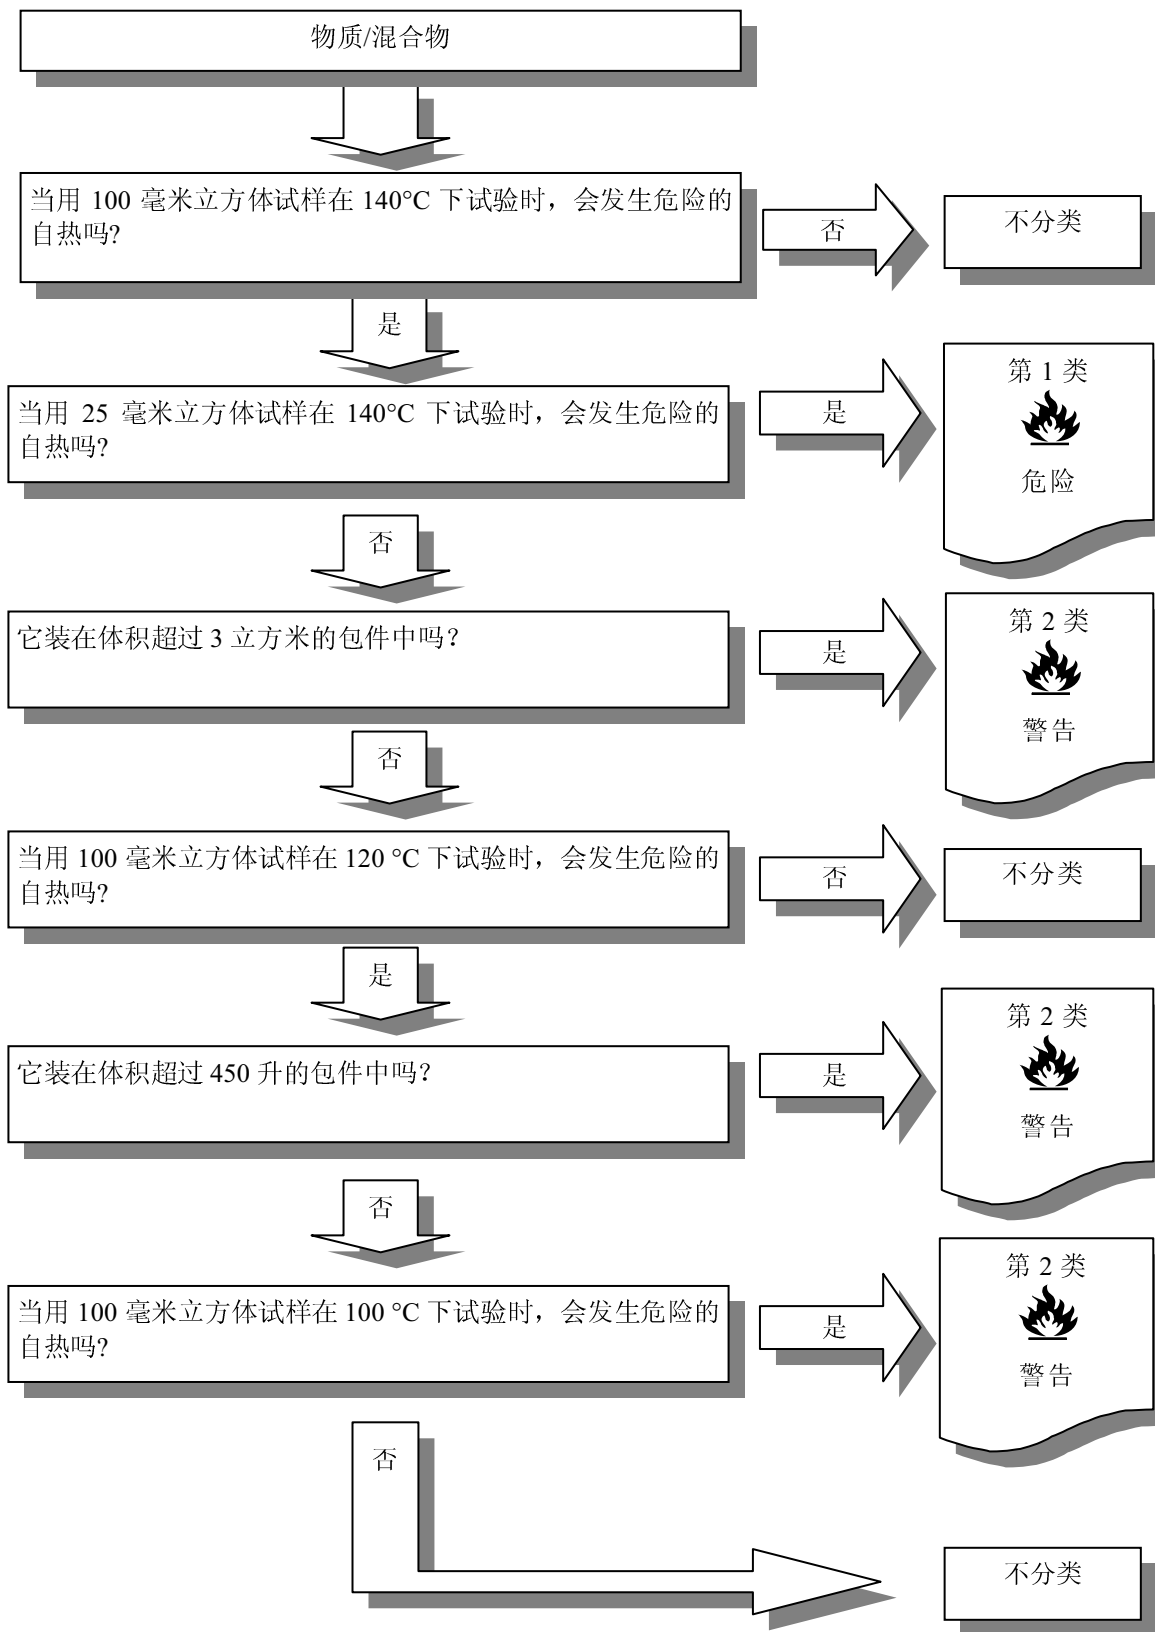 物质/混合物
当用 100 毫米立方体试样在 140°C 下试验时，会发生危险的
自热吗?
否
不分类
是
当用 25 毫米立方体试样在 140°C 下试验时，会发生危险的
自热吗?
是
第 1 类
危险
否
它装在体积超过 3 立方米的包件中吗?
是
第 2 类
警告
否
当用 100 毫米立方体试样在 120 °C 下试验时，会发生危险的
自热吗?
否
不分类
是
它装在体积超过 450 升的包件中吗?
是
第 2 类
警告
否
当用 100 毫米立方体试样在 100 °C 下试验时，会发生危险的
自热吗?
是
第 2 类
警告
否
不分类